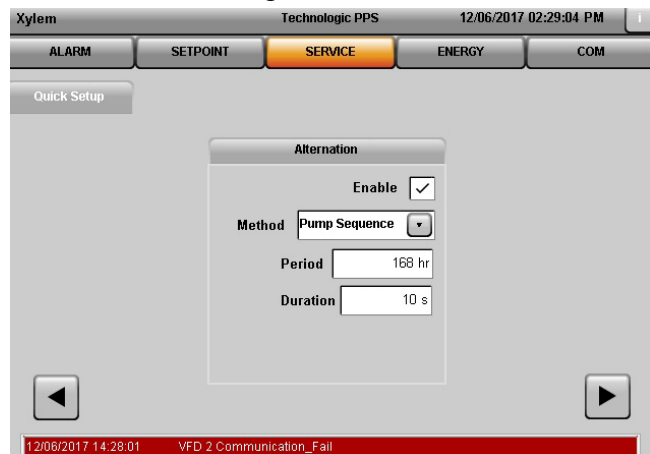 Xylem Technologic PPS 12/06/2017 02:29:04 PM i
ALARM SETPOINT SERVICE ENERGY COM
Quick Setup
Alternation
Enable
Method Pump Sequence
Period 168 hr
Duration 10 s
12/06/2017 14:28:01 VFD 2 Communication_Fail